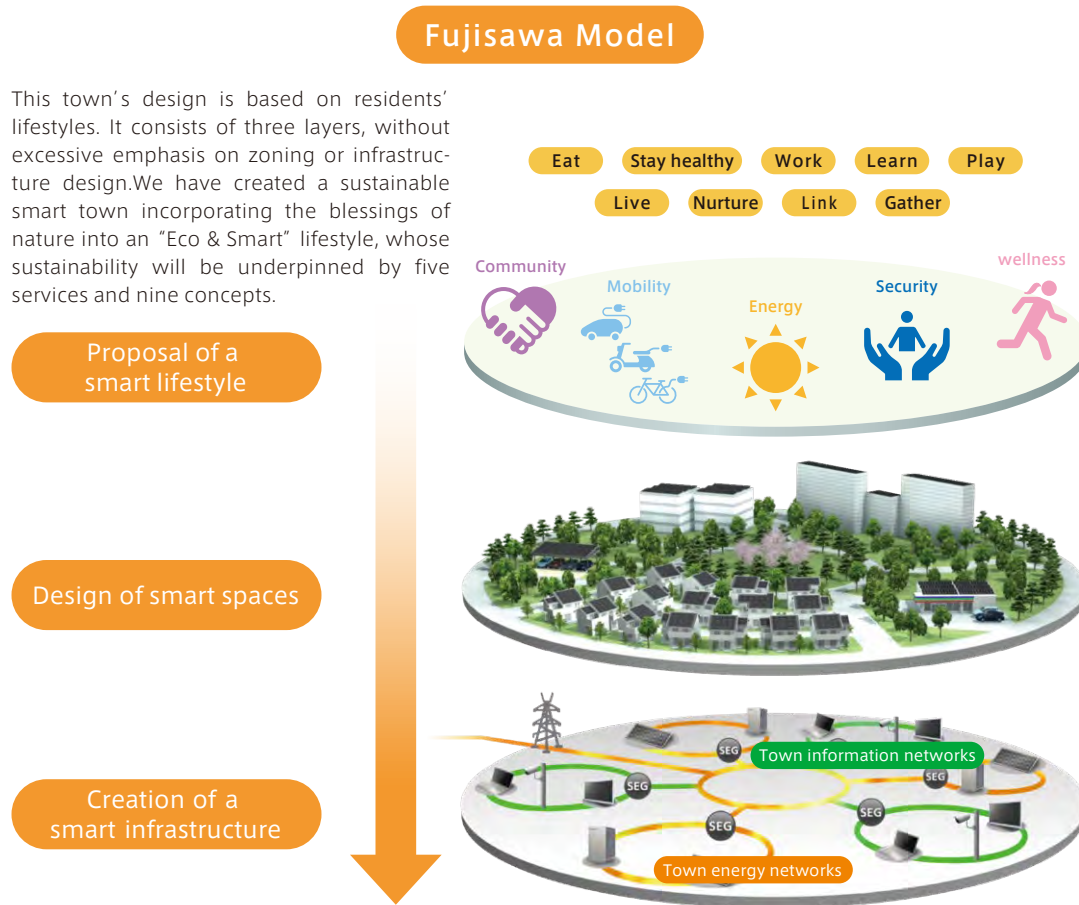 Fujisawa Model
This town's design is based on residents'
lifestyles. It consists of three layers, without
excessive emphasis on zoning or infrastruc-
ture design.We have created a sustainable
smart town incorporating the blessings of
nature into an "Eco & Smart" lifestyle, whose
sustainability will be underpinned by five
services and nine concepts.
Eat Stay healthy Work Learn Play
Live Nurture Link Gather
Community
Mobility
Energy
Security
wellness
Proposal of a
smart lifestyle
Design of smart spaces
Creation of a
smart infrastructure
SEG
Town information networks
SEG
SEG
SEG
SEG
Town energy networks